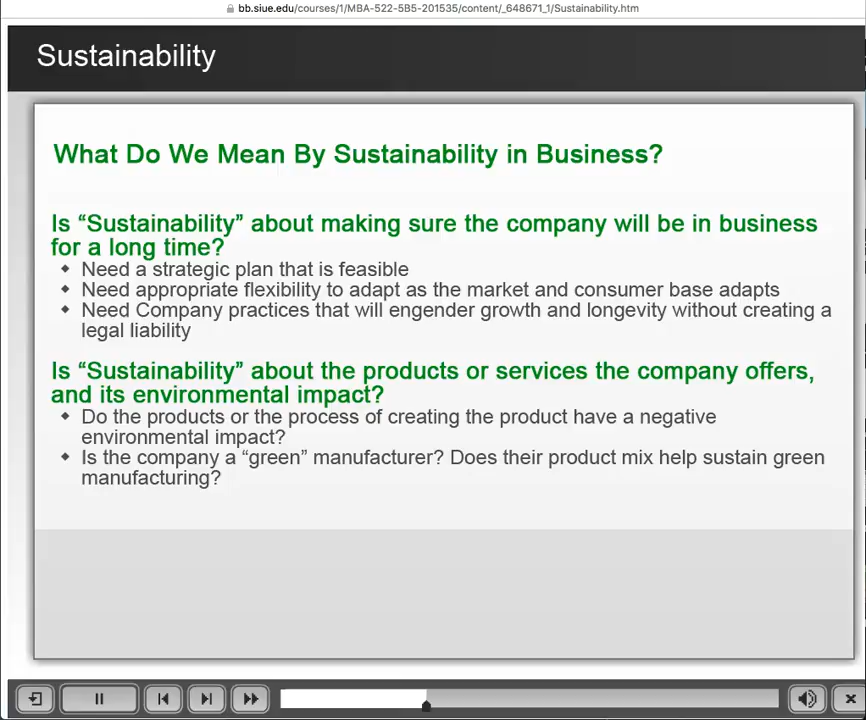 bb.siue.edu/courses/1/MBA-522-5B5-201535/content/_648671_1/Sustainability.htm
Sustainability
What Do We Mean By Sustainability in Business?
Is “Sustainability” about making sure the company will be in business
for a long time?
Need a strategic plan that is feasible
Need appropriate flexibility to adapt as the market and consumer base adapts
Need Company practices that will engender growth and longevity without creating a
legal liability
Is “Sustainability” about the products or services the company offers,
and its environmental impact?
Do the products or the process of creating the product have a negative
environmental impact?
Is the company a “green” manufacturer? Does their product mix help sustain green
manufacturing?